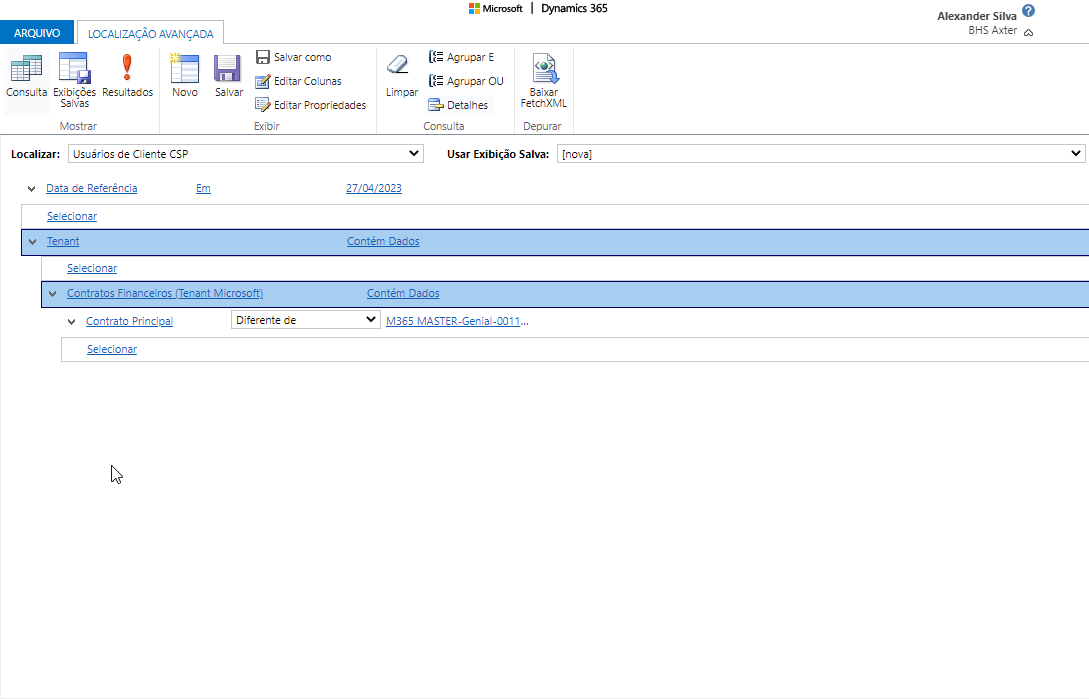 Microsoft | Dynamics 365
Alexander Silva
BHS Axter
ARQUIVO
LOCALIZAÇÃO AVANÇADA
Consulta
Exibições Salvas
Resultados
Mostrar
Novo
Salvar
Salvar como
Editar Colunas
Editar Propriedades
Exibir
Limpar
Agrupar E
Agrupar OU
Detalhes
Consulta
Baixar FetchXML
Depurar
Localizar: Usuários de Cliente CSP
Usar Exibição Salva: [nova]
Data de Referência Em 27/04/2023
Selecionar
Tenant Contém Dados
Selecionar
Contratos Financeiros (Tenant Microsoft) Contém Dados
Contrato Principal Diferente de M365 MASTER-Genial-0011...
Selecionar